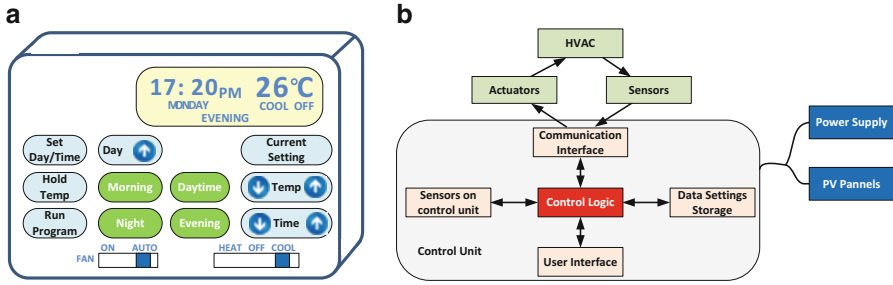 a
17: 20PM 26°C
MONDAY COOL OFF
EVENING
Set
Day/Time
Day
Current
Setting
Hold
Temp
Morning
Daytime
Temp
Run
Program
Night
Evening
Time
ON AUTO
FAN
HEAT OFF COOL
b
HVAC
Actuators
Sensors
Communication
Interface
Sensors on
control unit
Control Logic
Data Settings
Storage
User Interface
Control Unit
Power Supply
PV Pannels